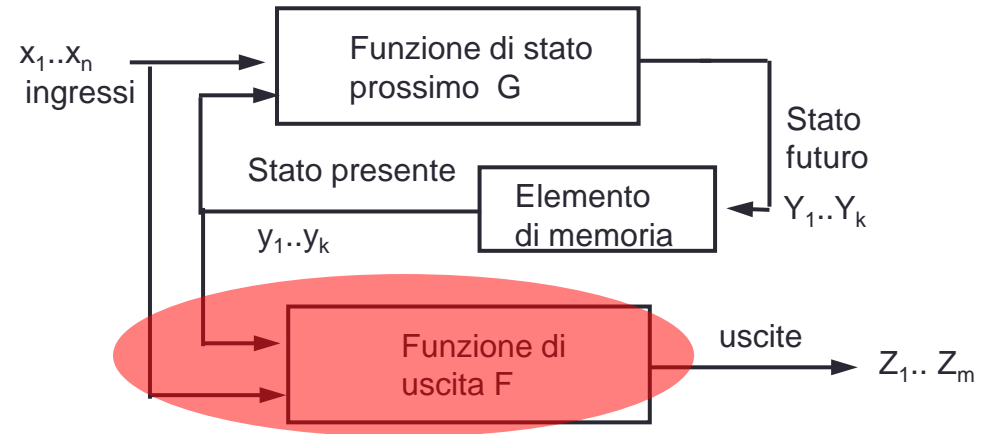 Funzione di stato
prossimo G
x₁..xₙ
ingressi
Stato
futuro
Stato presente
Elemento
di memoria
Y₁..Yₖ
y₁..yₖ
Funzione di
uscita F
uscite
Z₁.. Zₘ